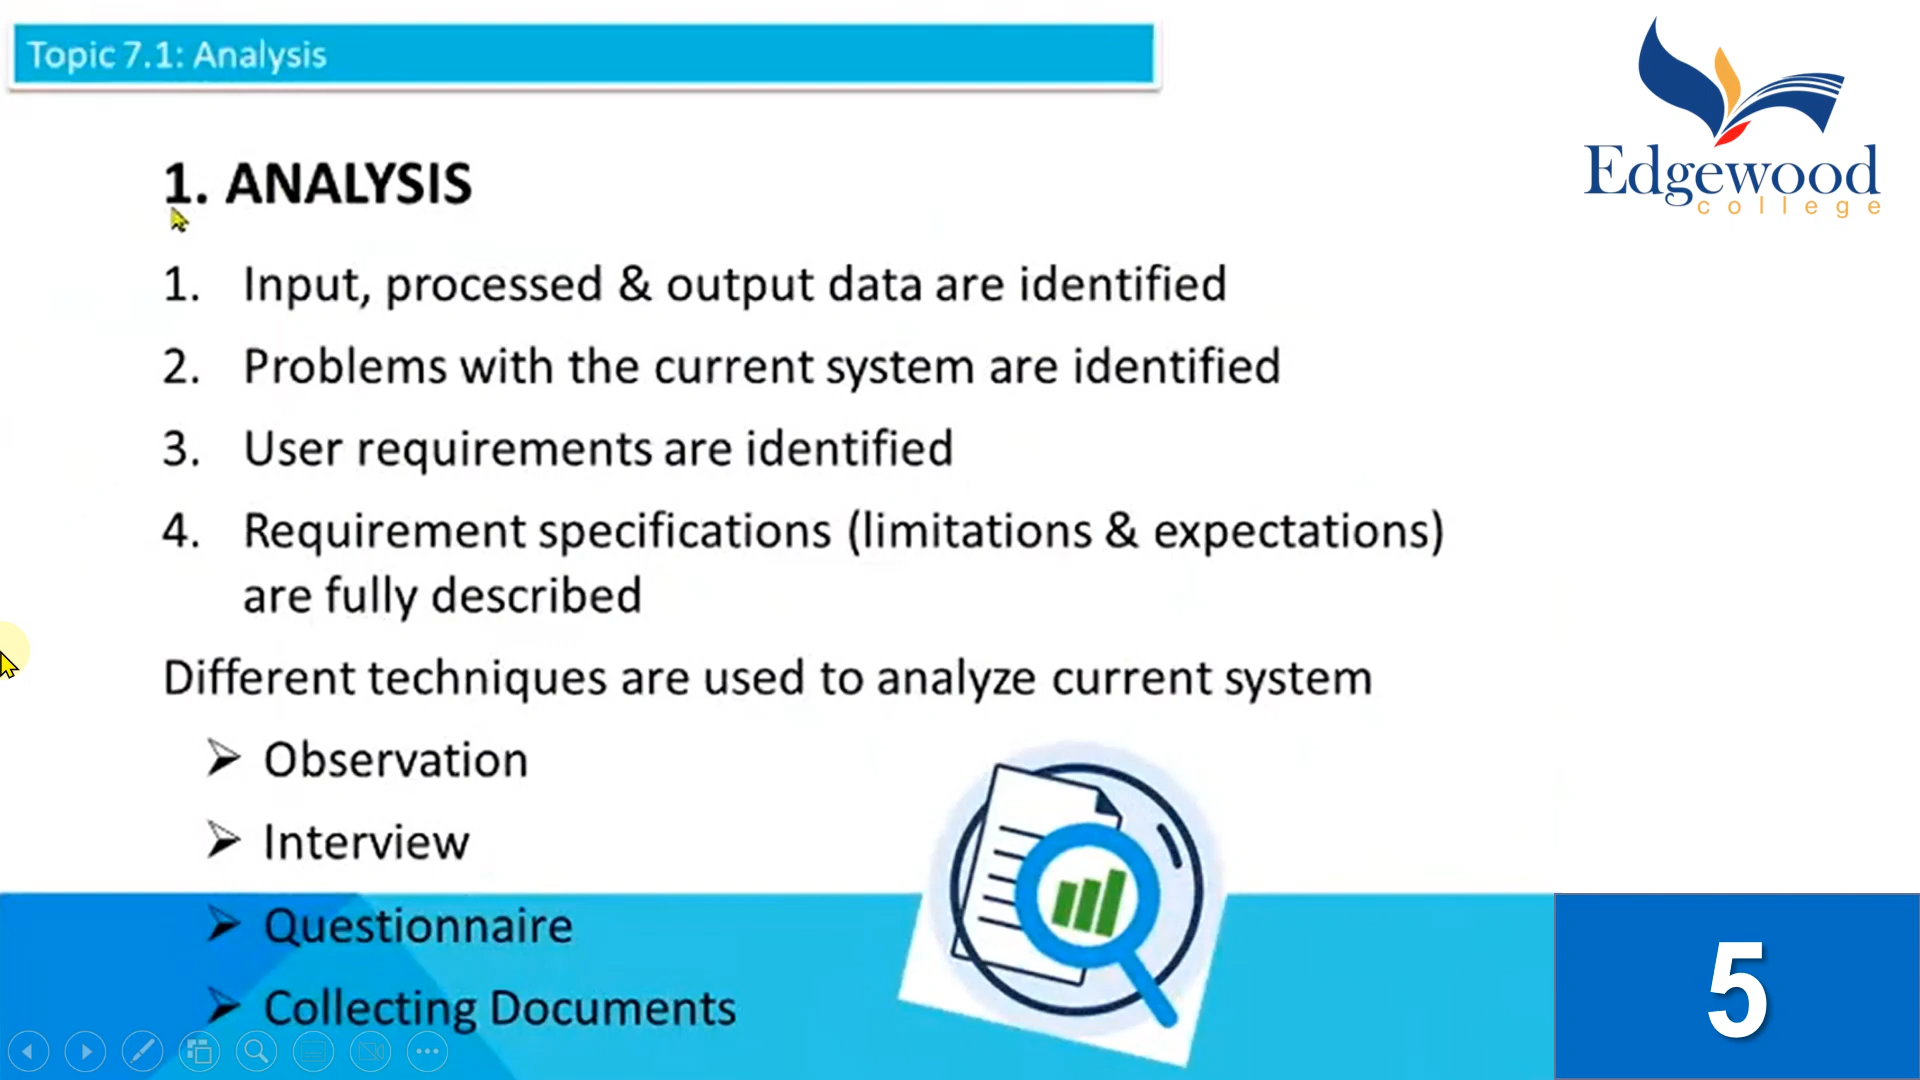 Topic 7.1: Analysis
Edgewood
college
1. ANALYSIS
1. Input, processed & output data are identified
2. Problems with the current system are identified
3. User requirements are identified
4. Requirement specifications (limitations & expectations)
are fully described
Different techniques are used to analyze current system
➢ Observation
➢ Interview
➢ Questionnaire
➢ Collecting Documents
5